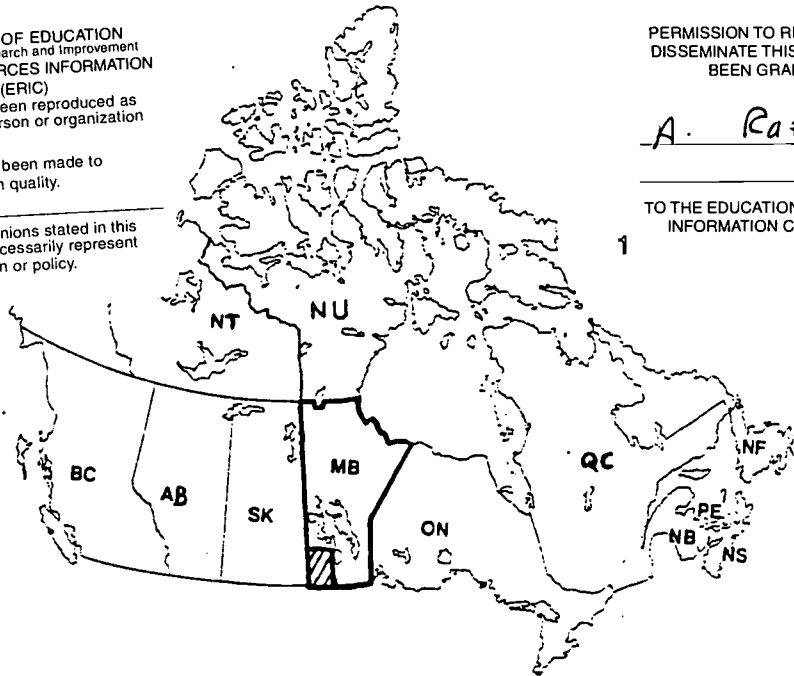 OF EDUCATION
arch and Improvement
RCES INFORMATION
(ERIC)
een reproduced as
rson or organization
been made to
n quality.
nions stated in this
cessarily represent
n or policy.
PERMISSION TO RE
DISSEMINATE THIS
BEEN GRA
A. Ra
TO THE EDUCATION
INFORMATION C
1
NT
NU
BC
AB
SK
MB
ON
QC
NF
PE
NB
NS